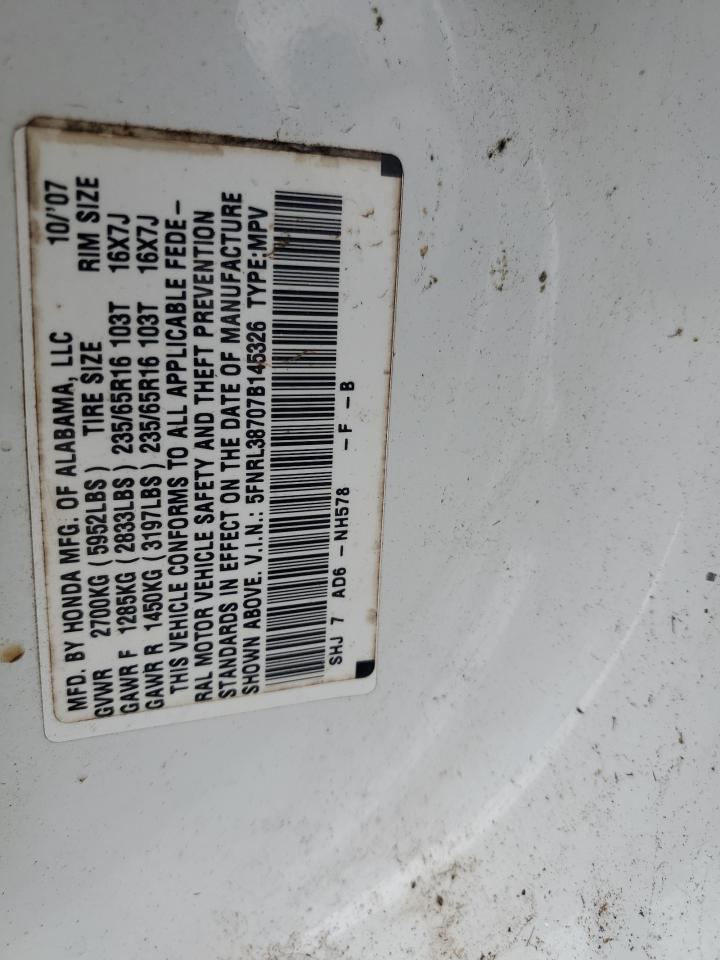 MFD. BY HONDA MFG. OF ALABAMA, LLC 10/'07
GVWR 2700KG (5952LBS) TIRE SIZE RIM SIZE
GAWR F 1285KG (2833LBS) 235/65R16 103T 16X7J
GAWR R 1450KG (3197LBS) 235/65R16 103T 16X7J
THIS VEHICLE CONFORMS TO ALL APPLICABLE FEDE-
RAL MOTOR VEHICLE SAFETY AND THEFT PREVENTION
STANDARDS IN EFFECT ON THE DATE OF MANUFACTURE
SHOWN ABOVE. V.I.N.: 5FNRL38707B145326 TYPE:MPV
SHJ 7 AD6 -NH578 -F -B